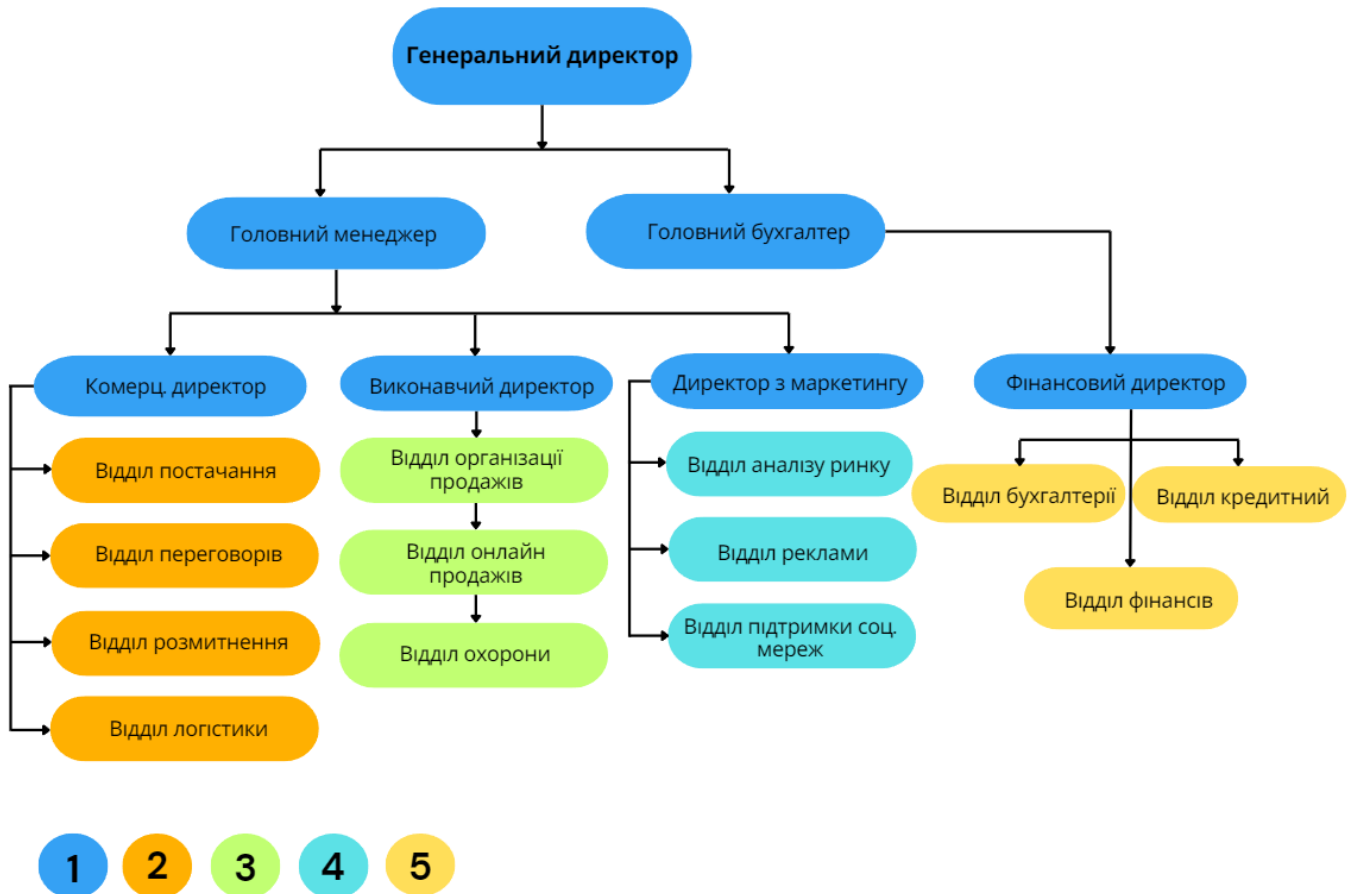 Генеральний директор
Головний менеджер
Головний бухгалтер
Комерц. директор
Виконавчий директор
Директор з маркетингу
Фінансовий директор
Відділ постачання
Відділ переговорів
Відділ розмитнення
Відділ логістики
Відділ організації
продажів
Відділ онлайн
продажів
Відділ охорони
Відділ аналізу ринку
Відділ реклами
Відділ підтримки соц.
мереж
Відділ бухгалтерії
Відділ кредитний
Відділ фінансів
1 2 3 4 5